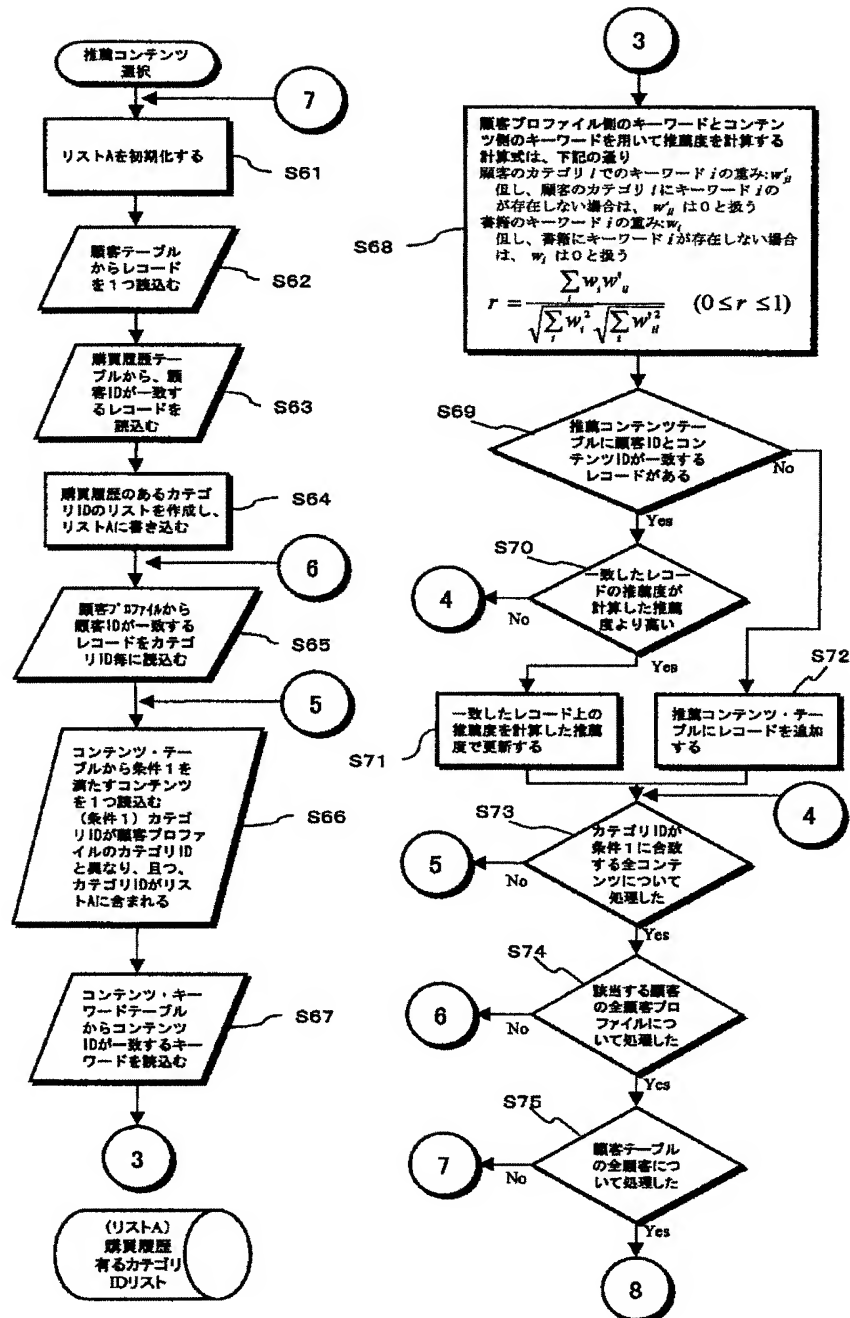 推薦コンテンツ
選択
7
リストAを初期化する
S61
顧客テーブル
からレコード
を1つ読込む
S62
購買履歴テー
ブルから、顧
客IDが一致す
るレコードを
読込む
S63
購買履歴のあるカテゴ
リIDのリストを作成し、
リストAに書き込む
S64
6
顧客プロファイルから
顧客IDが一致する
レコードをカテゴ
リID毎に読込む
S65
5
コンテンツ・テー
ブルから条件1を
満たすコンテンツ
を1つ読込む
(条件1)カテゴ
リIDが顧客プロファ
イルのカテゴリID
と異なり、且つ、
カテゴリIDがリス
トAに含まれる
S66
コンテンツ・キー
ワードテーブル
からコンテンツ
IDが一致するキー
ワードを読込む
S67
3
(リストA)
購買履歴
有るカテゴリ
IDリスト
3
顧客プロファイル側のキーワードとコンテン
ツ側のキーワードを用いて推薦度を計算する
計算式は、下記の通り
顧客のカテゴリ l でのキーワード i の重み:w'_{il}
但し、顧客のカテゴリ l にキーワード i の
が存在しない場合は、 w'_{il} は0と扱う
書籍のキーワード i の重み:w_i
但し、書籍にキーワード i が存在しない場合
は、 w_i は0と扱う
r = \frac{\sum_i w_i w'_{il}}{\sqrt{\sum_i w_i^2} \sqrt{\sum_i w'^2_{il}}} (0≤r≤1)
S68
S69
推薦コンテンツテー
ブルに顧客IDとコン
テンツIDが一致する
レコードがある
No
Yes
S70
一致したレコー
ドの推薦度が
計算した推薦
度より高い
4
No
Yes
S72
一致したレコード上の
推薦度を計算した推薦
度で更新する
S71
推薦コンテンツ・テー
ブルにレコードを追加
する
4
S73
カテゴリIDが
条件1に合致
する全コンテ
ンツについて
処理した
5
No
Yes
S74
該当する顧客
の全顧客プロ
ファイルにつ
いて処理した
6
No
Yes
S75
顧客テーブル
の全顧客につ
いて処理した
7
No
Yes
8